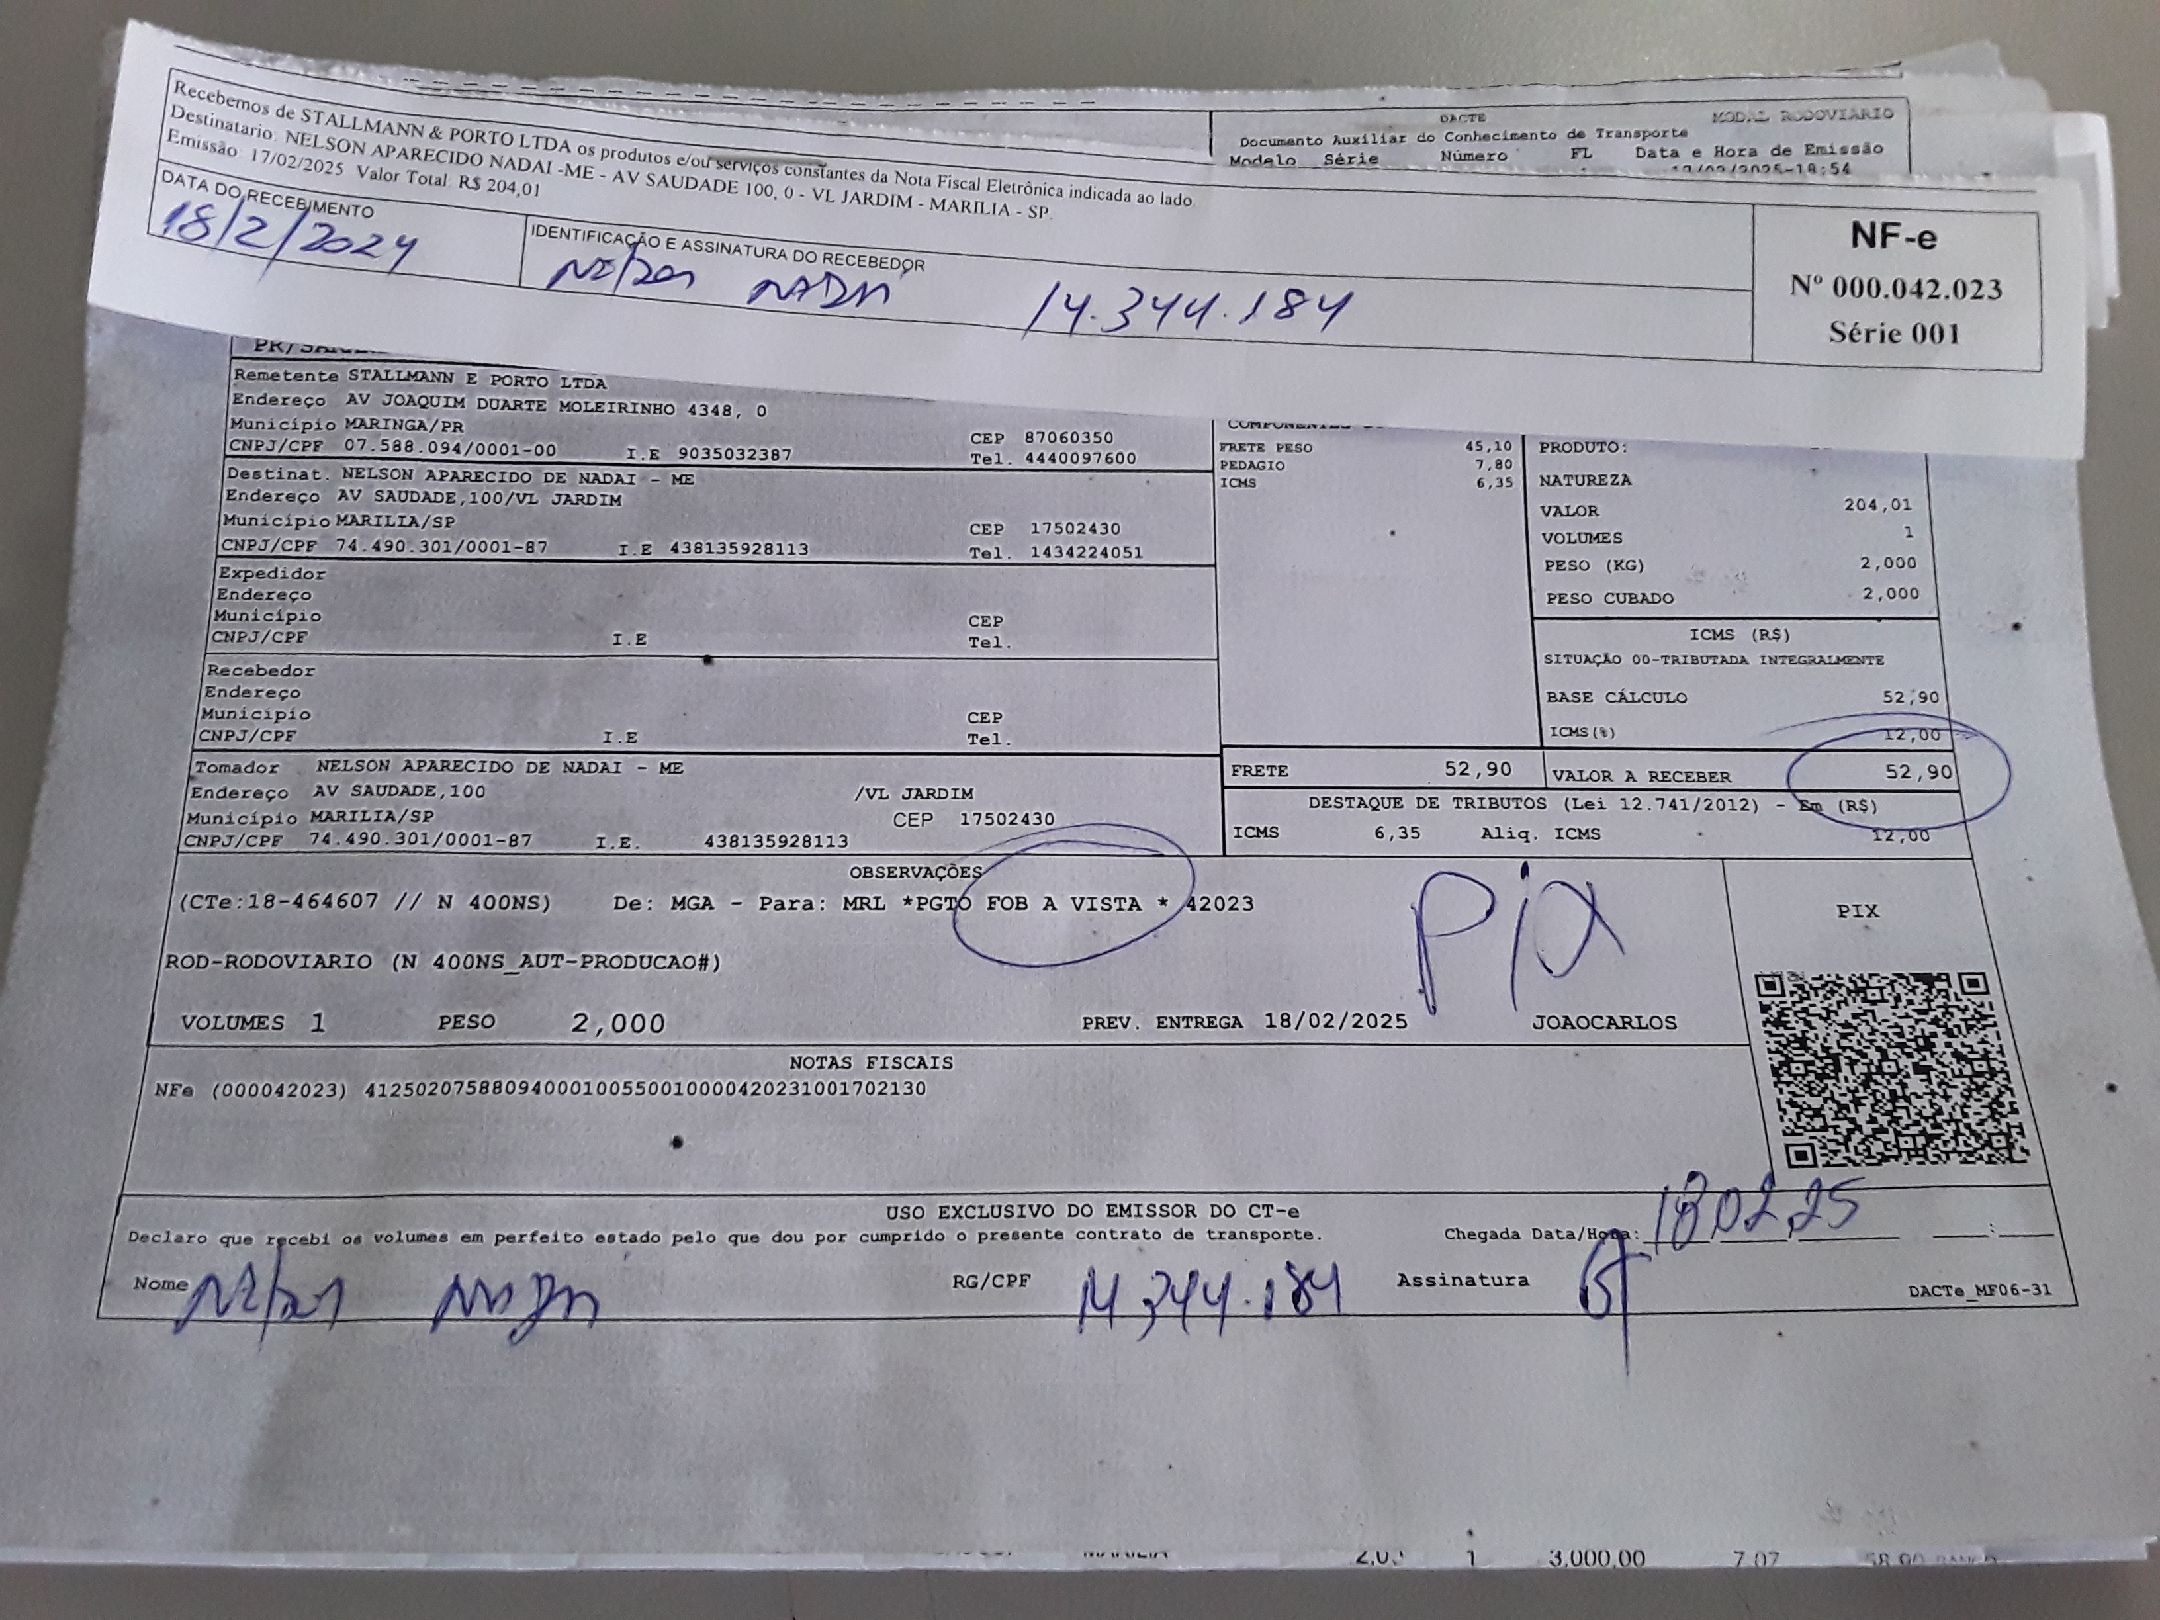 Recebemos de STALLMANN & PORTO LTDA os produtos e/ou serviços constantes da Nota Fiscal Eletrônica indicada ao lado.
Destinatario: NELSON APARECIDO NADAI -ME - AV SAUDADE 100, 0 - VL JARDIM - MARILIA - SP.
Emissão: 17/02/2025 Valor Total: R$ 204,01
DATA DO RECEBIMENTO
18/2/2024
IDENTIFICAÇÃO E ASSINATURA DO RECEBEDOR
14.344.184
NF-e
Nº 000.042.023
Série 001
DACTE
MODAL RODOVIARIO
Documento Auxiliar do Conhecimento de Transporte
Modelo Série Número FL Data e Hora de Emissão
Remetente STALLMANN E PORTO LTDA
Endereço AV JOAQUIM DUARTE MOLEIRINHO 4348, 0
Município MARINGA/PR CEP 87060350
CNPJ/CPF 07.588.094/0001-00 I.E 9035032387 Tel. 4440097600
Destinat. NELSON APARECIDO DE NADAI - ME
Endereço AV SAUDADE,100/VL JARDIM
Município MARILIA/SP CEP 17502430
CNPJ/CPF 74.490.301/0001-87 I.E 438135928113 Tel. 1434224051
Expedidor
Endereço
Município CEP
CNPJ/CPF I.E Tel.
Recebedor
Endereço
Município CEP
CNPJ/CPF I.E Tel.
Tomador NELSON APARECIDO DE NADAI - ME
Endereço AV SAUDADE,100 /VL JARDIM
Município MARILIA/SP CEP 17502430
CNPJ/CPF 74.490.301/0001-87 I.E. 438135928113
FRETE PESO 45,10
PEDAGIO 7,80
ICMS 6,35
PRODUTO:
NATUREZA
VALOR 204,01
VOLUMES 1
PESO (KG) 2,000
PESO CUBADO 2,000
ICMS (R$)
SITUAÇÃO 00-TRIBUTADA INTEGRALMENTE
BASE CÁLCULO 52,90
ICMS(%) 12,00
FRETE 52,90 VALOR A RECEBER 52,90
DESTAQUE DE TRIBUTOS (Lei 12.741/2012) - Em (R$)
ICMS 6,35 Aliq. ICMS 12,00
OBSERVAÇÕES
(CTe:18-464607 // N 400NS) De: MGA - Para: MRL *PGTO FOB A VISTA * 42023
Pix
PIX
ROD-RODOVIARIO (N 400NS_AUT-PRODUCAO#)
VOLUMES 1 PESO 2,000 PREV. ENTREGA 18/02/2025 JOAOCARLOS
NOTAS FISCAIS
NFe (000042023) 41250207588094000100550010000420231001702130
USO EXCLUSIVO DO EMISSOR DO CT-e
Declaro que recebi os volumes em perfeito estado pelo que dou por cumprido o presente contrato de transporte. Chegada Data/Hora: 18 02 25
Nome RG/CPF 14.344.184 Assinatura
DACTe_MF06-31
1 3,000,00 7,07